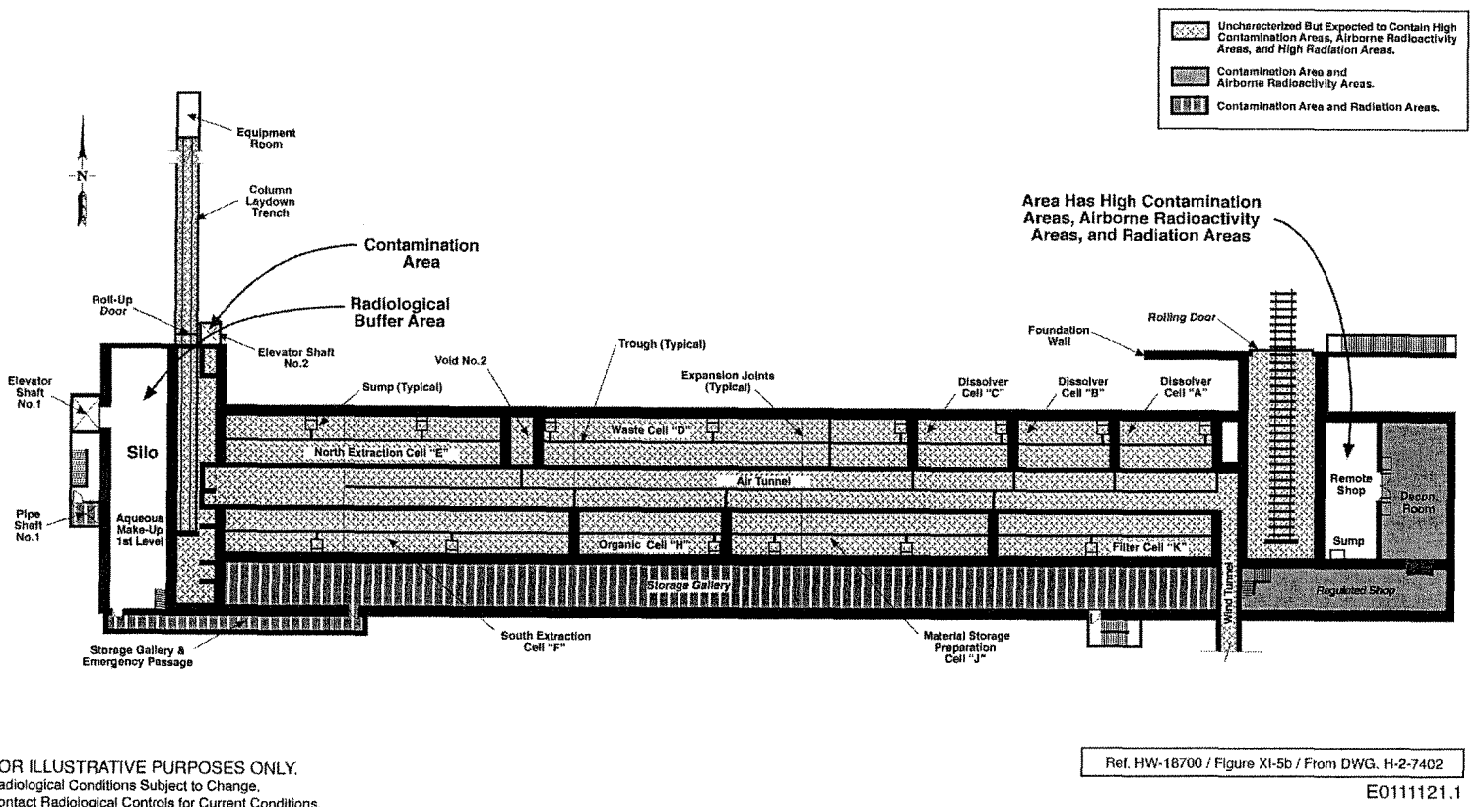 Uncharacterized But Expected to Contain High
Contamination Areas, Airborne Radioactivity
Areas, and High Radiation Areas.
Contamination Area and
Airborne Radioactivity Areas.
Contamination Area and Radiation Areas.
Equipment
Room
N
Column
Laydown
Trench
Area Has High Contamination
Areas, Airborne Radioactivity
Areas, and Radiation Areas
Contamination
Area
Roll-Up
Door
Radiological
Buffer Area
Rolling Door
Foundation
Wall
Elevator Shaft
No.2
Void No.2
Trough (Typical)
Elevator
Shaft
No.1
Sump (Typical)
Expansion Joints
(Typical)
Dissolver
Cell "C"
Dissolver
Cell "B"
Dissolver
Cell "A"
Waste Cell "D"
Silo
North Extraction Cell "E"
Air Tunnel
Remote
Shop
Decon.
Room
Pipe
Shaft
No.1
Aqueous
Make-Up
1st Level
Organic Cell "H"
Filter Cell "K"
Sump
Storage Gallery
Wind Tunnel
Regulated Shop
South Extraction
Cell "F"
Material Storage
Preparation
Cell "J"
Storage Gallery &
Emergency Passage
OR ILLUSTRATIVE PURPOSES ONLY.
adiological Conditions Subject to Change.
ontact Radiological Controls for Current Conditions
Ref. HW-18700 / Figure XI-5b / From DWG. H-2-7402
E0111121.1